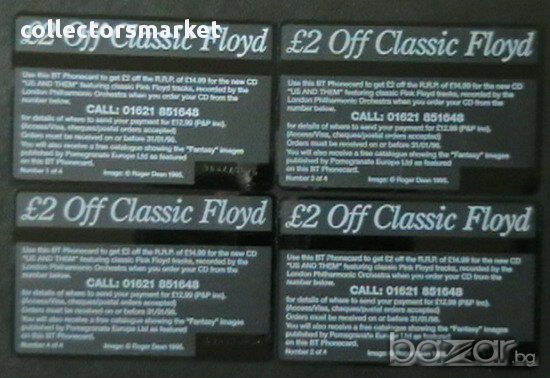 collectorsmarket
£2 Off Classic Floyd
Use this BT Phonecard to get £2 off the R.R.P. of £14.99 for the new CD
"US AND THEM" featuring classic Pink Floyd tracks, recorded by the
London Philharmonic Orchestra when you order your CD from the
number below.
CALL: 01621 851648
for details of where to send your payment for £12.99 (P&P inc).
(Access/Visa, cheques/postal orders accepted)
Orders must be received on or before 31/01/96.
You will also receive a free catalogue showing the "Fantasy" images
published by Pomegranate Europe Ltd as featured
on this BT Phonecard.
Number 1 of 4 Image: © Roger Dean 1995.
£2 Off Classic Floyd
Use this BT Phonecard to get £2 off the R.R.P. of £14.99 for the new CD
"US AND THEM" featuring classic Pink Floyd tracks, recorded by the
London Philharmonic Orchestra when you order your CD from the
number below.
CALL: 01621 851648
for details of where to send your payment for £12.99 (P&P inc).
(Access/Visa, cheques/postal orders accepted)
Orders must be received on or before 31/01/96.
You will also receive a free catalogue showing the "Fantasy" images
published by Pomegranate Europe Ltd as featured
on this BT Phonecard.
Number 3 of 4 Image: © Roger Dean 1995.
£2 Off Classic Floyd
Use this BT Phonecard to get £2 off the R.R.P. of £14.99 for the new CD
"US AND THEM" featuring classic Pink Floyd tracks, recorded by the
London Philharmonic Orchestra when you order your CD from the
number below.
CALL: 01621 851648
for details of where to send your payment for £12.99 (P&P inc).
(Access/Visa, cheques/postal orders accepted)
Orders must be received on or before 31/01/96.
You will also receive a free catalogue showing the "Fantasy" images
published by Pomegranate Europe Ltd as featured
on this BT Phonecard.
Number 4 of 4 Image: © Roger Dean 1995.
£2 Off Classic Floyd
Use this BT Phonecard to get £2 off the R.R.P. of £14.99 for the new CD
"US AND THEM" featuring classic Pink Floyd tracks, recorded by the
London Philharmonic Orchestra when you order your CD from the
number below.
CALL: 01621 851648
for details of where to send your payment for £12.99 (P&P inc).
(Access/Visa, cheques/postal orders accepted)
Orders must be received on or before 31/01/96.
You will also receive a free catalogue showing the "Fantasy" images
published by Pomegranate Europe Ltd as featured
on this BT Phonecard.
Number 2 of 4 Image: © Roger
bazar.bg